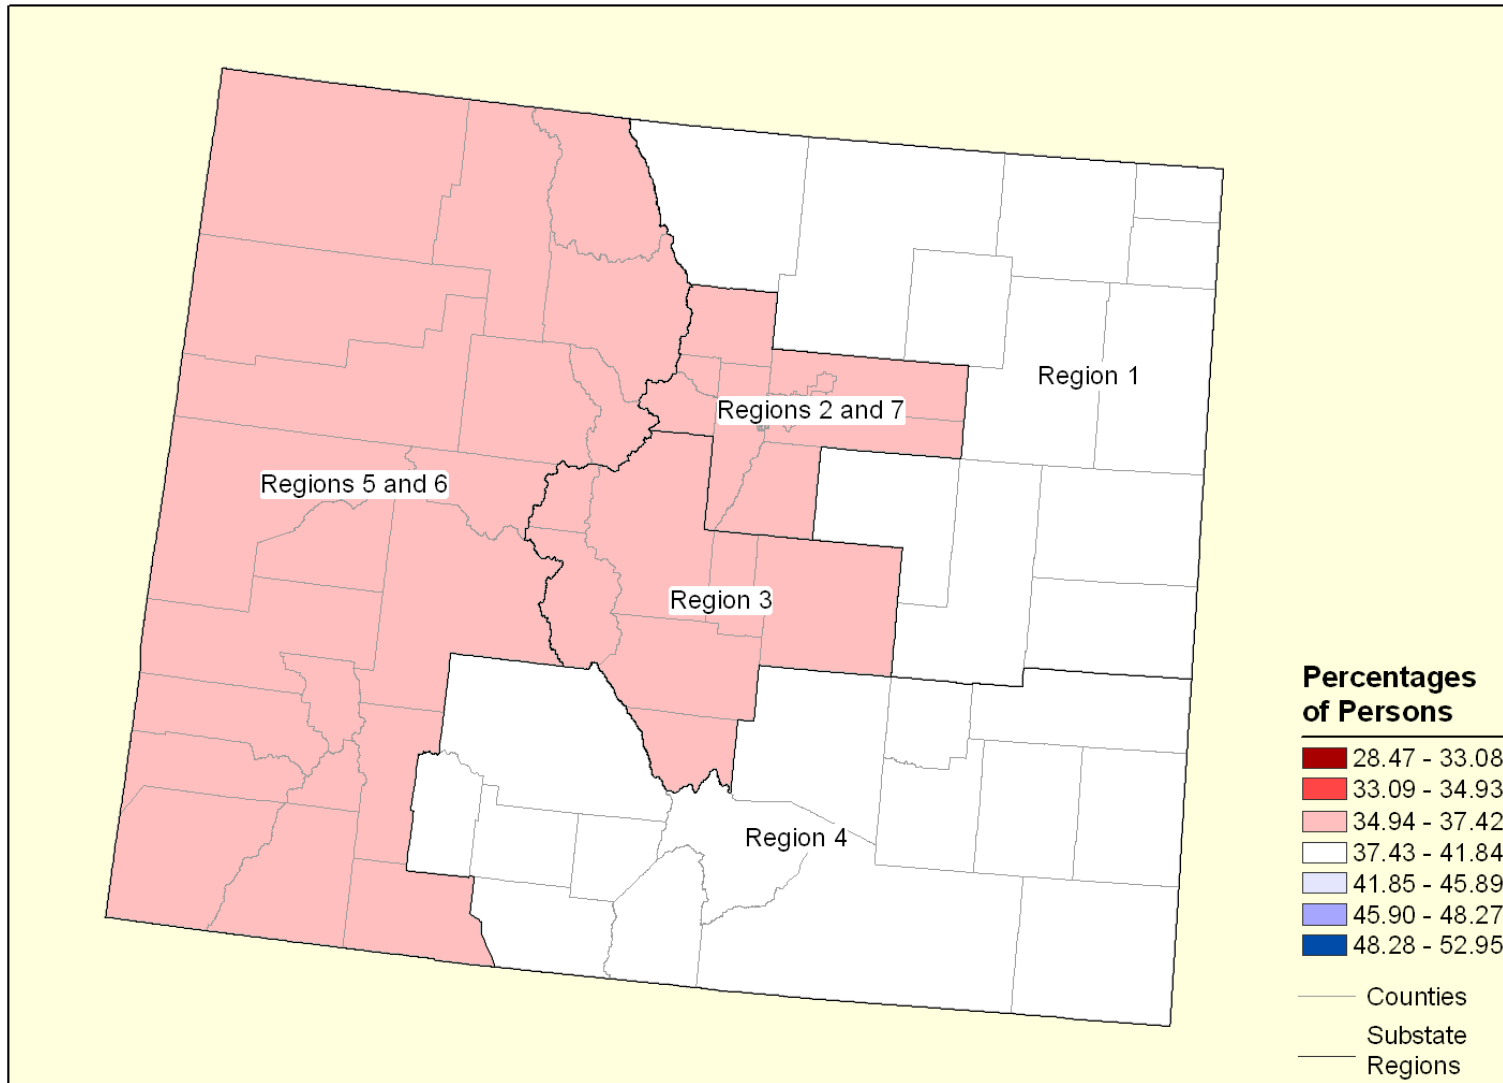 Region 1
Regions 2 and 7
Regions 5 and 6
Region 3
Region 4
Percentages
of Persons
28.47 - 33.08
33.09 - 34.93
34.94 - 37.42
37.43 - 41.84
41.85 - 45.89
45.90 - 48.27
48.28 - 52.95
Counties
Substate
Regions